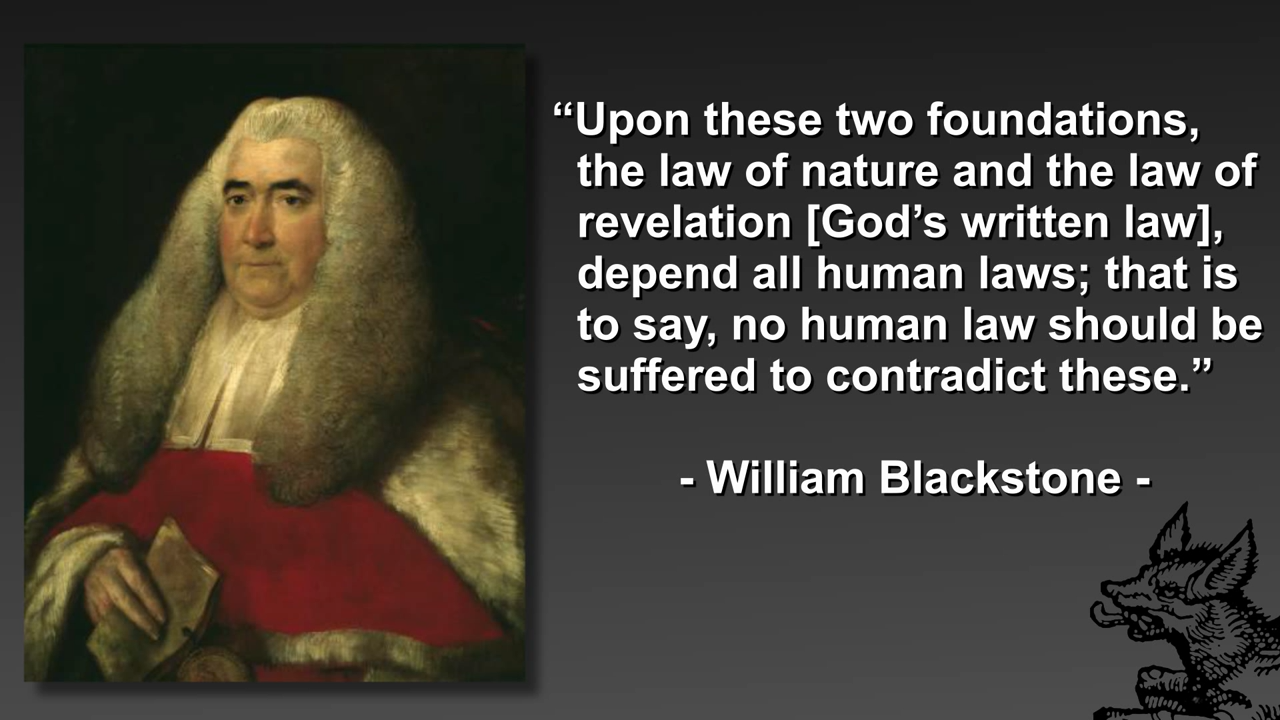 “Upon these two foundations,
the law of nature and the law of
revelation [God’s written law],
depend all human laws; that is
to say, no human law should be
suffered to contradict these.”
- William Blackstone -